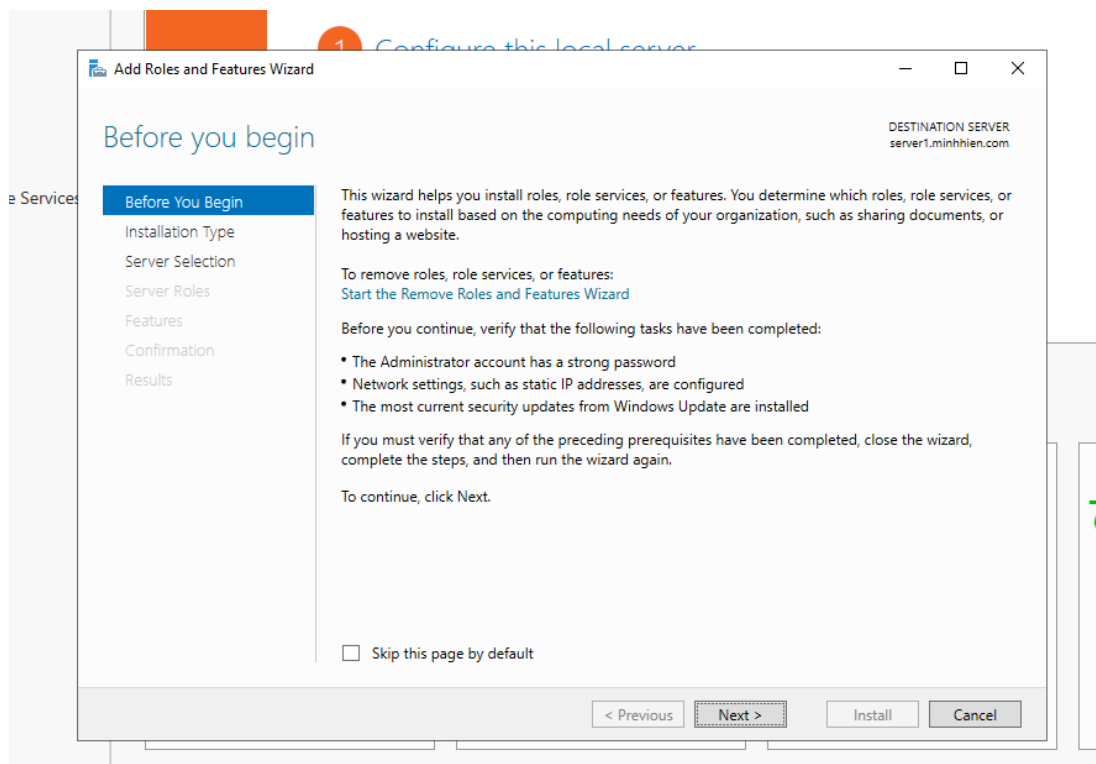 1 Configure this local server
Add Roles and Features Wizard
Before you begin
DESTINATION SERVER
server1.minhhien.com
e Services
Before You Begin
Installation Type
Server Selection
Server Roles
Features
Confirmation
Results
This wizard helps you install roles, role services, or features. You determine which roles, role services, or
features to install based on the computing needs of your organization, such as sharing documents, or
hosting a website.
To remove roles, role services, or features:
Start the Remove Roles and Features Wizard
Before you continue, verify that the following tasks have been completed:
• The Administrator account has a strong password
• Network settings, such as static IP addresses, are configured
• The most current security updates from Windows Update are installed
If you must verify that any of the preceding prerequisites have been completed, close the wizard,
complete the steps, and then run the wizard again.
To continue, click Next.
Skip this page by default
< Previous
Next >
Install
Cancel